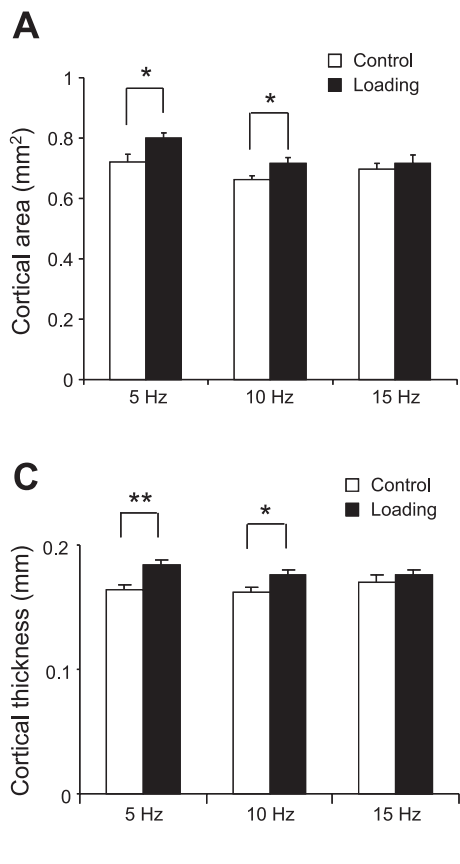 A
Control
Loading
*
*
Cortical area (mm²)
1
0.8
0.6
0.4
0.2
0
5 Hz 10 Hz 15 Hz
C
Control
Loading
**
*
Cortical thickness (mm)
0.2
0.1
0
5 Hz 10 Hz 15 Hz